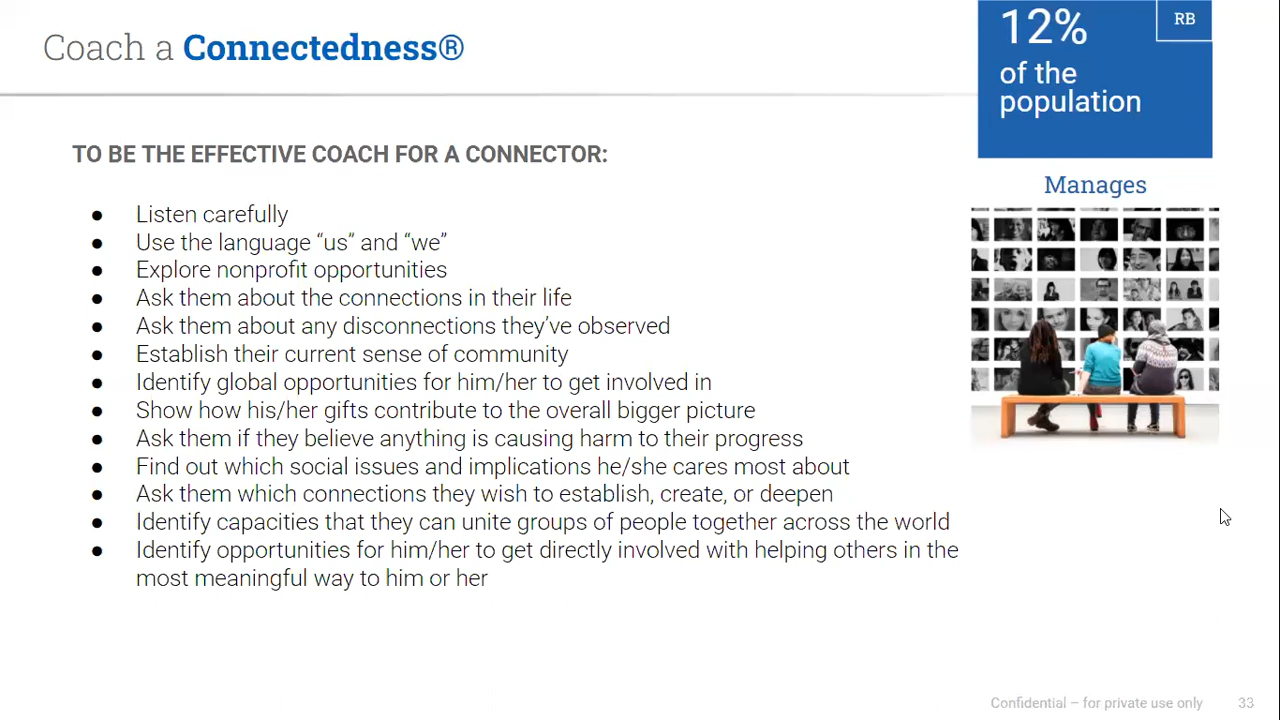 Coach a Connectedness®
12%
RB
of the
population
TO BE THE EFFECTIVE COACH FOR A CONNECTOR:
Manages
● Listen carefully
● Use the language “us” and “we”
● Explore nonprofit opportunities
● Ask them about the connections in their life
● Ask them about any disconnections they’ve observed
● Establish their current sense of community
● Identify global opportunities for him/her to get involved in
● Show how his/her gifts contribute to the overall bigger picture
● Ask them if they believe anything is causing harm to their progress
● Find out which social issues and implications he/she cares most about
● Ask them which connections they wish to establish, create, or deepen
● Identify capacities that they can unite groups of people together across the world
● Identify opportunities for him/her to get directly involved with helping others in the
most meaningful way to him or her
Confidential – for private use only
33